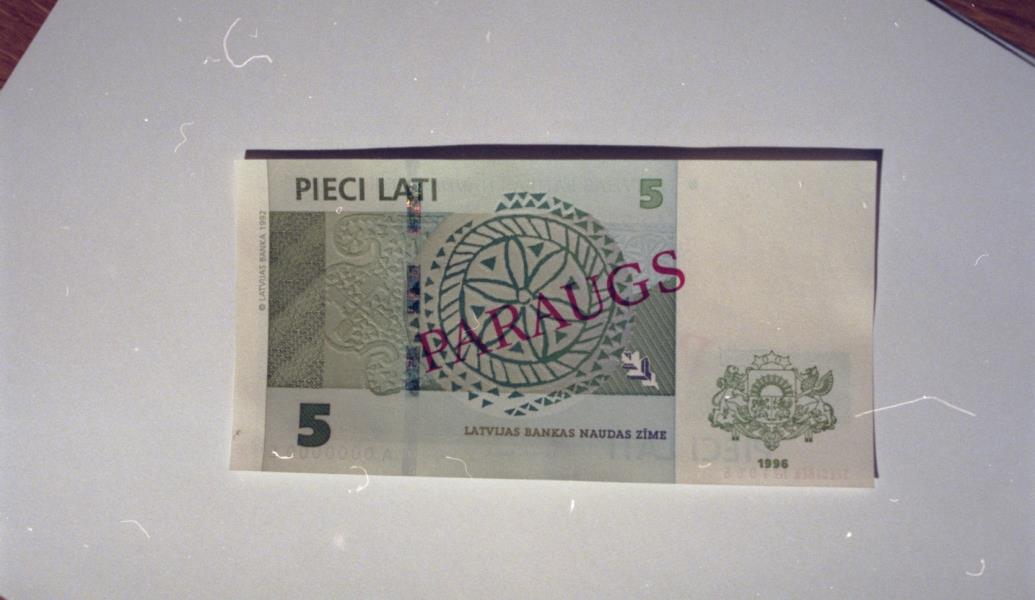 PIECI LATI
5
© LATVIJAS BANKA 1992
PARAUGS
5
LATVIJAS BANKAS NAUDAS ZĪME
1996